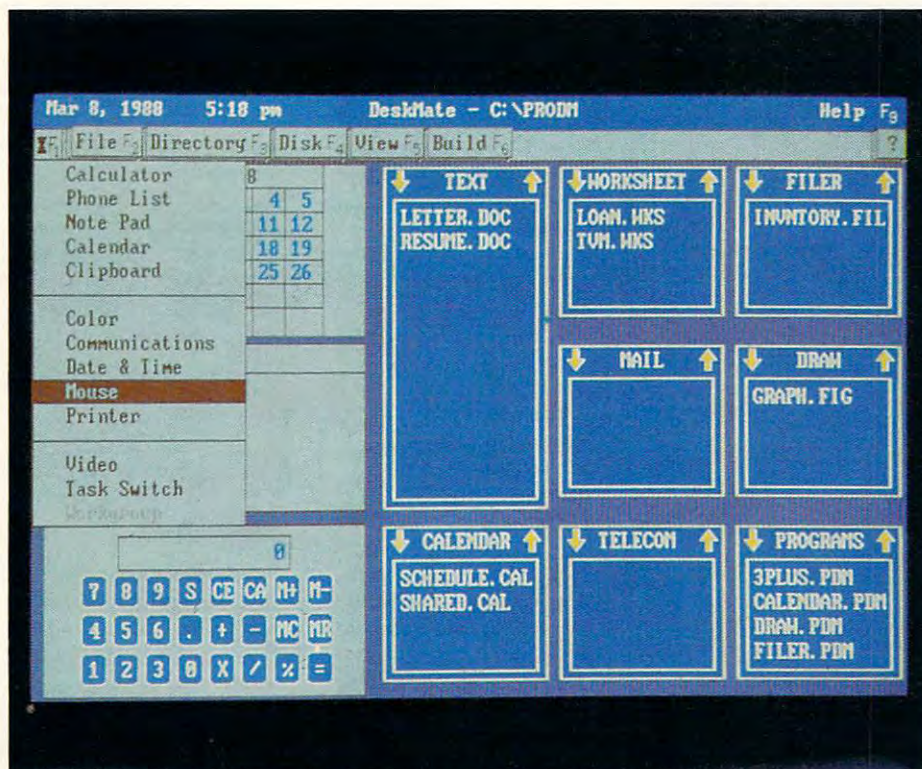 Mar 8, 1988 5:18 pm DeskMate - C:\PRODM Help F9
F1 File F2 Directory F3 Disk F4 View F5 Build F6 ?
Calculator
Phone List
Note Pad
Calendar
Clipboard
Color
Communications
Date & Time
Mouse
Printer
Video
Task Switch
Workgroup
8
4 5
11 12
18 19
25 26
TEXT
LETTER.DOC
RESUME.DOC
WORKSHEET
LOAN.WKS
TVM.WKS
FILER
INVNTORY.FIL
MAIL
DRAW
GRAPH.FIG
0
7 8 9 S CE CA M+ M-
4 5 6 . + - MC MR
1 2 3 0 X / % =
CALENDAR
SCHEDULE.CAL
SHARED.CAL
TELECOM
PROGRAMS
3PLUS.PDM
CALENDAR.PDM
DRAW.PDM
FILER.PDM